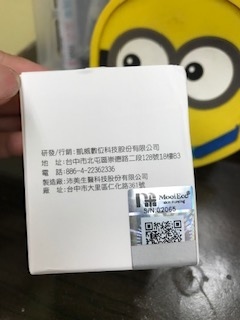 研發/行銷: 凱威數位科技股份有限公司
地址:台中市北屯區崇德路二段128號18樓B3
電話:886-4-22362336
製造廠:沛美生醫科技股份有限公司
廠址:台中市大里區仁化路361號
MootEco
S/N:02065